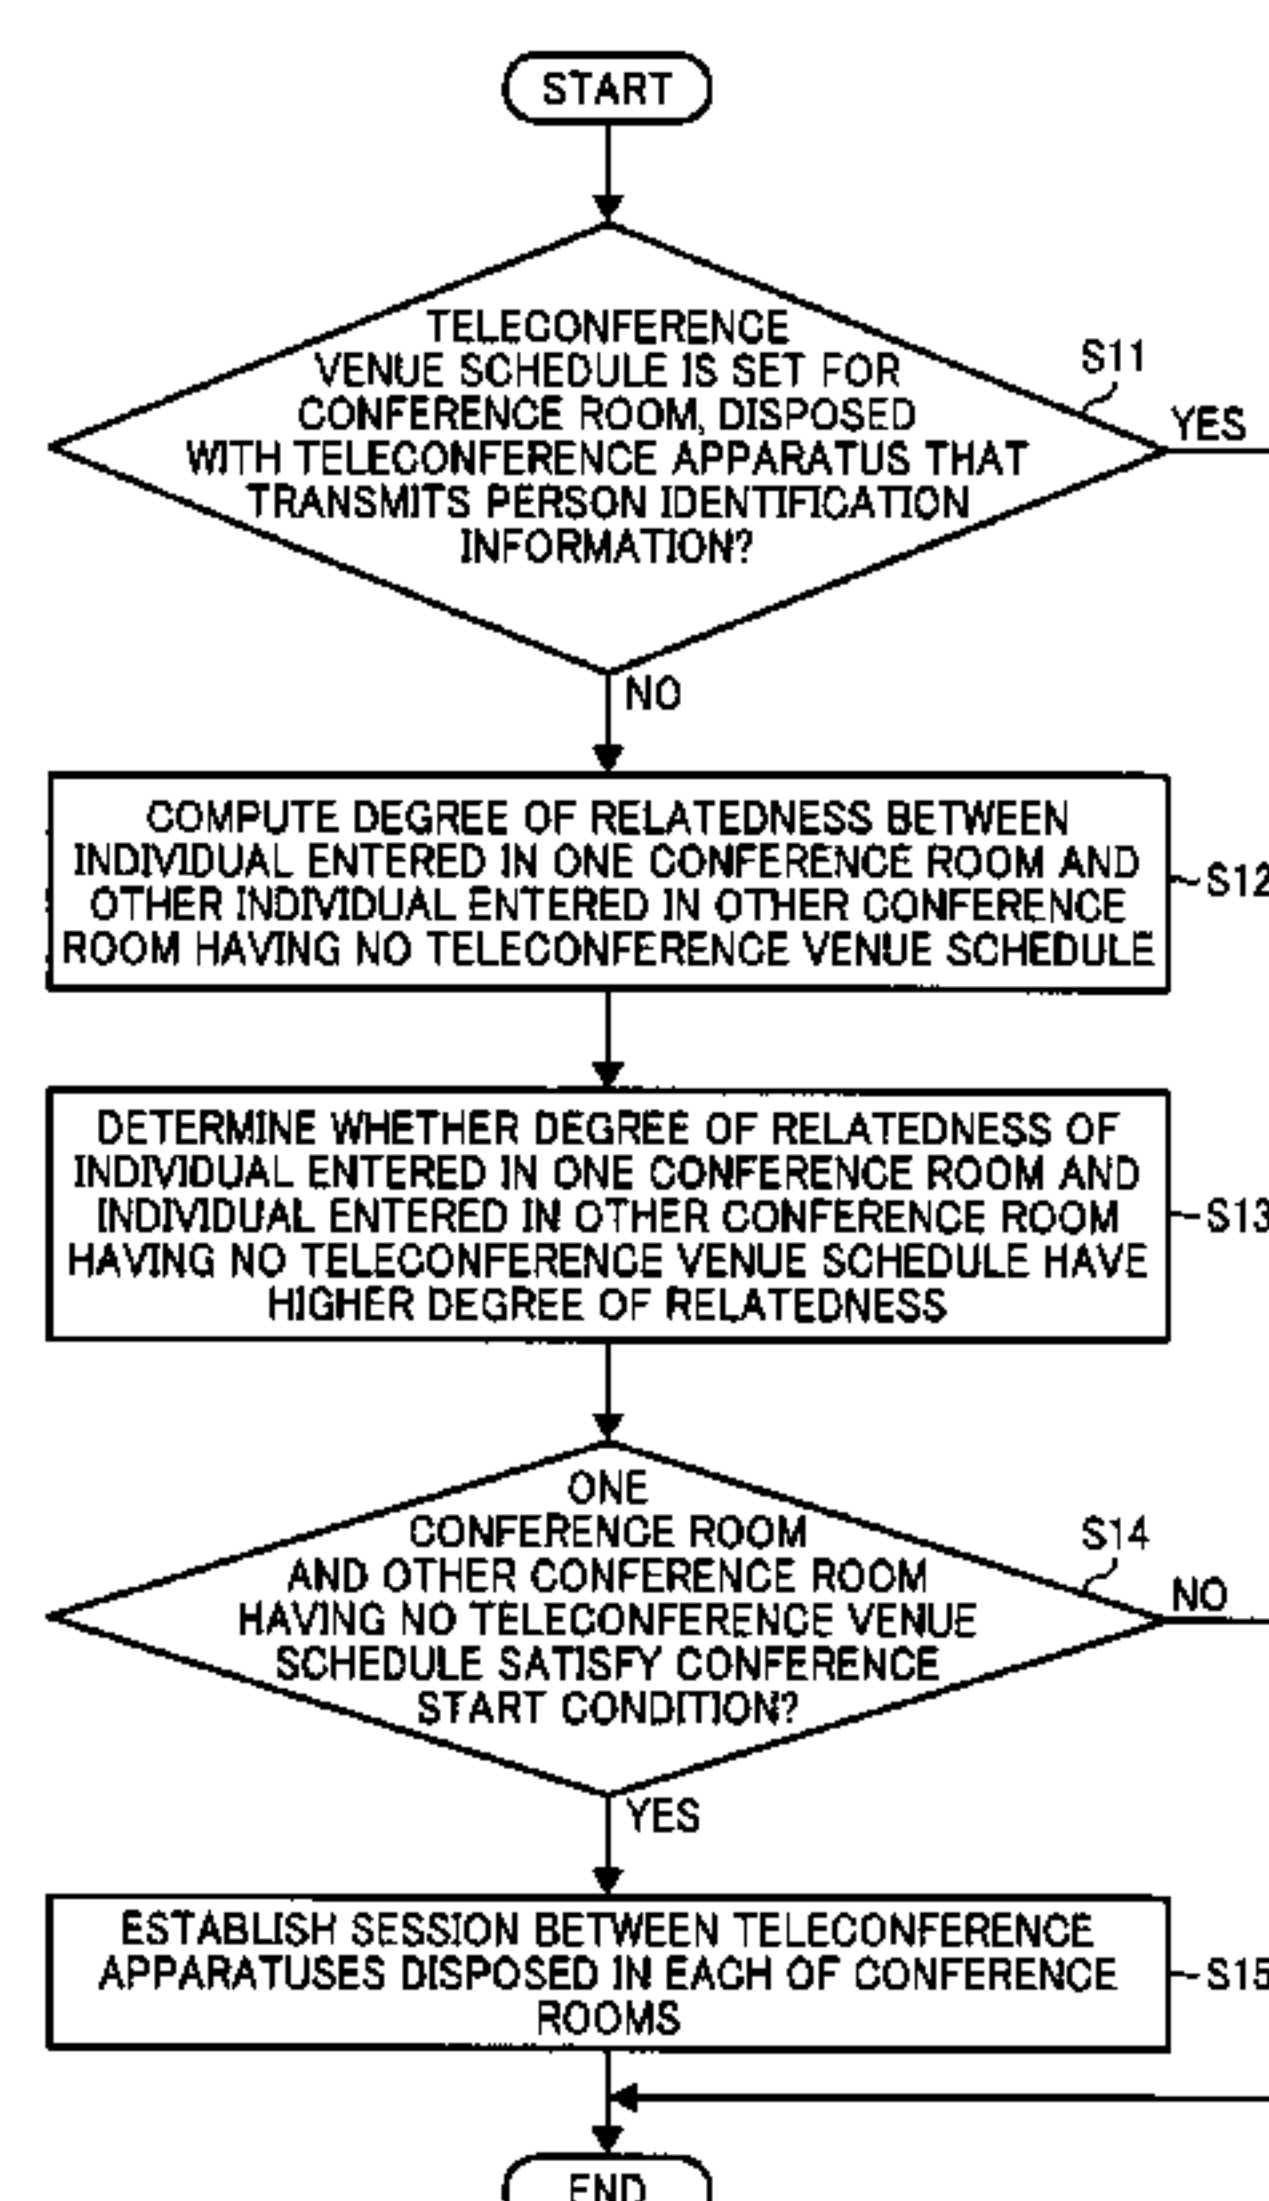 START
TELECONFERENCE
VENUE SCHEDULE IS SET FOR
CONFERENCE ROOM, DISPOSED
WITH TELECONFERENCE APPARATUS THAT
TRANSMITS PERSON IDENTIFICATION
INFORMATION?
S11
YES
NO
COMPUTE DEGREE OF RELATEDNESS BETWEEN
INDIVIDUAL ENTERED IN ONE CONFERENCE ROOM AND
OTHER INDIVIDUAL ENTERED IN OTHER CONFERENCE
ROOM HAVING NO TELECONFERENCE VENUE SCHEDULE
S12
DETERMINE WHETHER DEGREE OF RELATEDNESS OF
INDIVIDUAL ENTERED IN ONE CONFERENCE ROOM AND
INDIVIDUAL ENTERED IN OTHER CONFERENCE ROOM
HAVING NO TELECONFERENCE VENUE SCHEDULE HAVE
HIGHER DEGREE OF RELATEDNESS
S13
ONE
CONFERENCE ROOM
AND OTHER CONFERENCE ROOM
HAVING NO TELECONFERENCE VENUE
SCHEDULE SATISFY CONFERENCE
START CONDITION?
S14
NO
YES
ESTABLISH SESSION BETWEEN TELECONFERENCE
APPARATUSES DISPOSED IN EACH OF CONFERENCE
ROOMS
S15
END